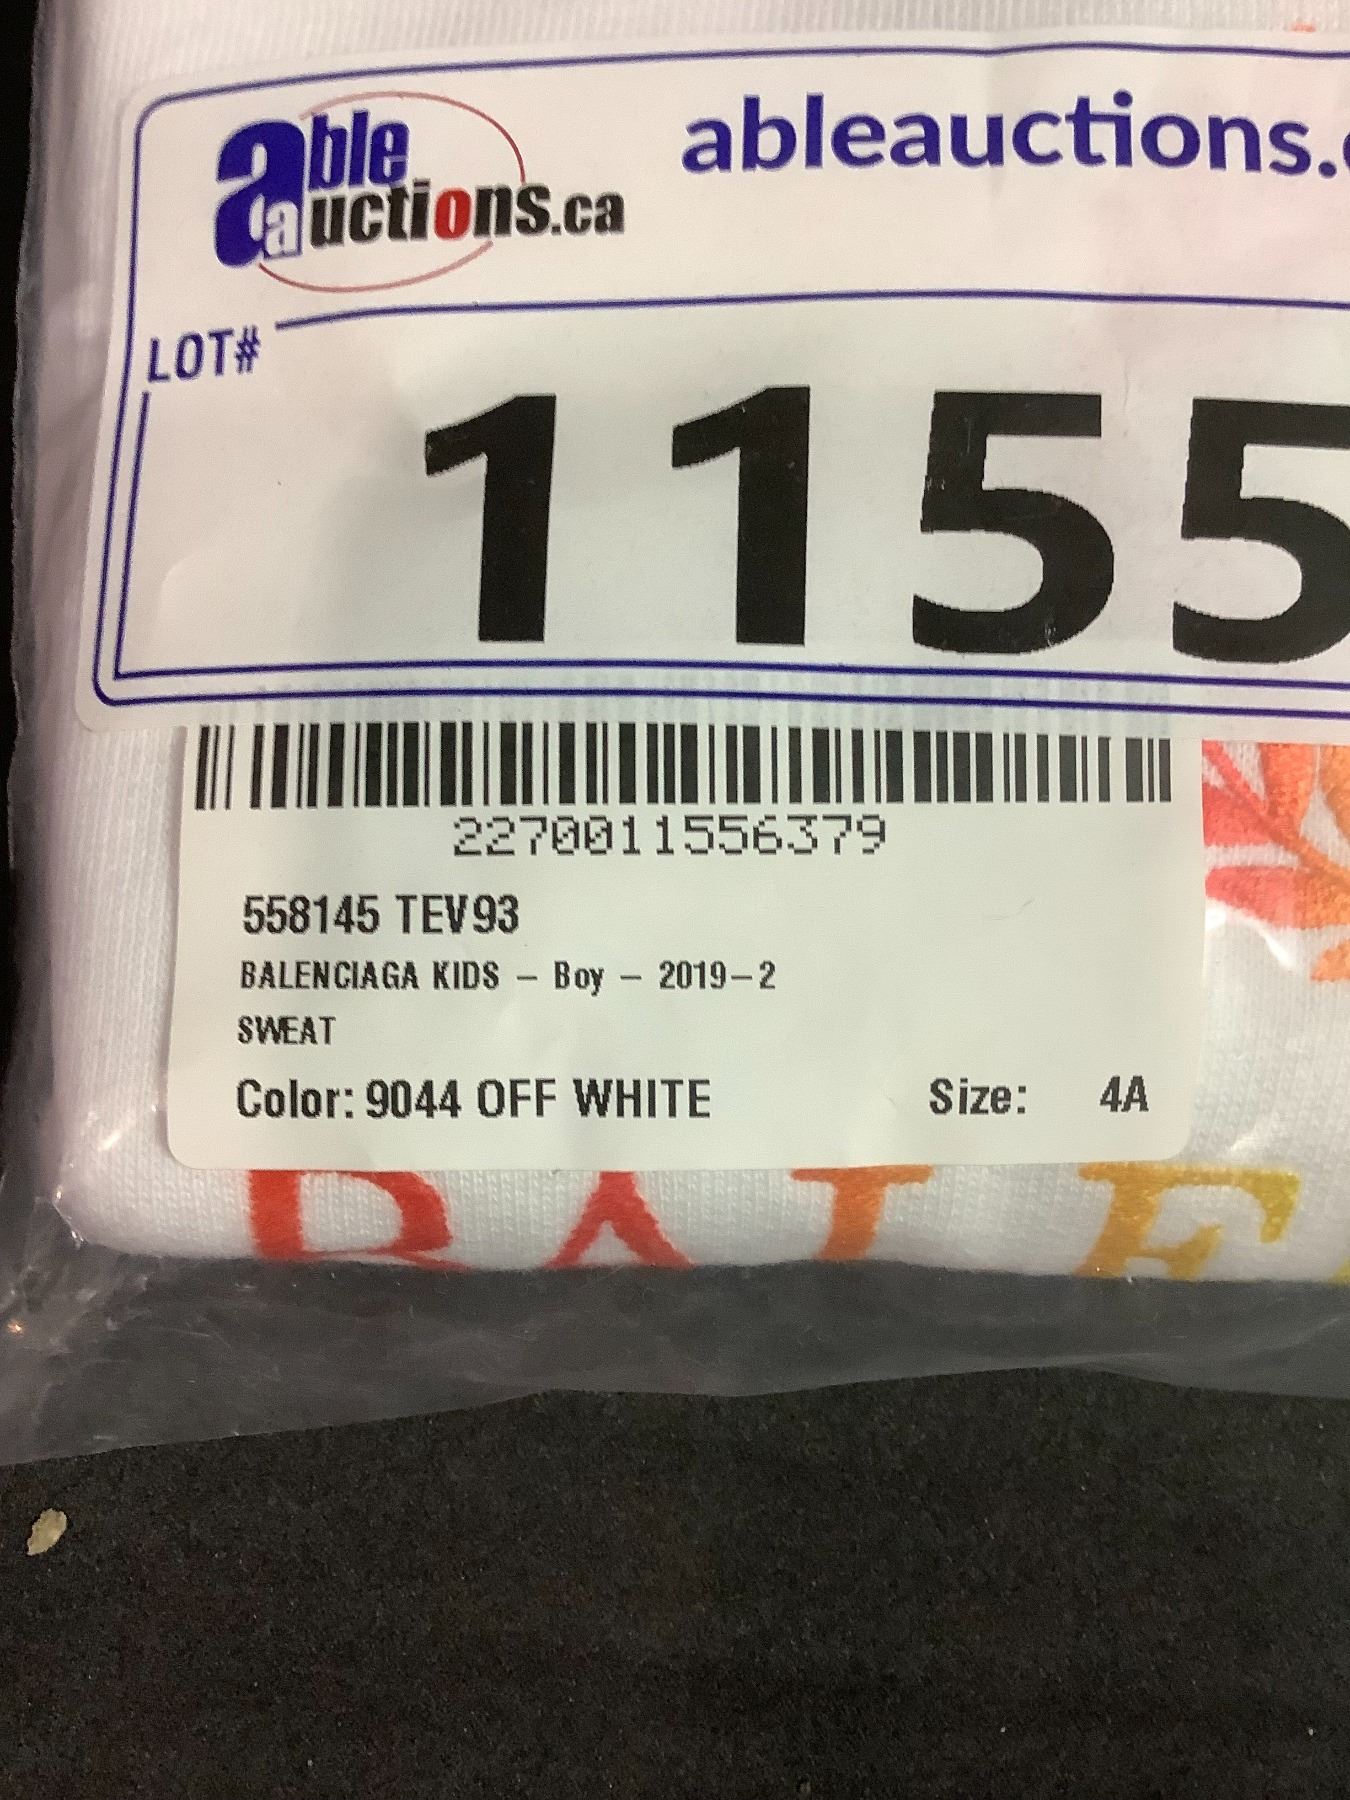 able
auctions.ca
ableauctions.
LOT#
1155
2270011556379
558145 TEV93
BALENCIAGA KIDS – Boy – 2019–2
SWEAT
Color: 9044 OFF WHITE Size: 4A
BALE